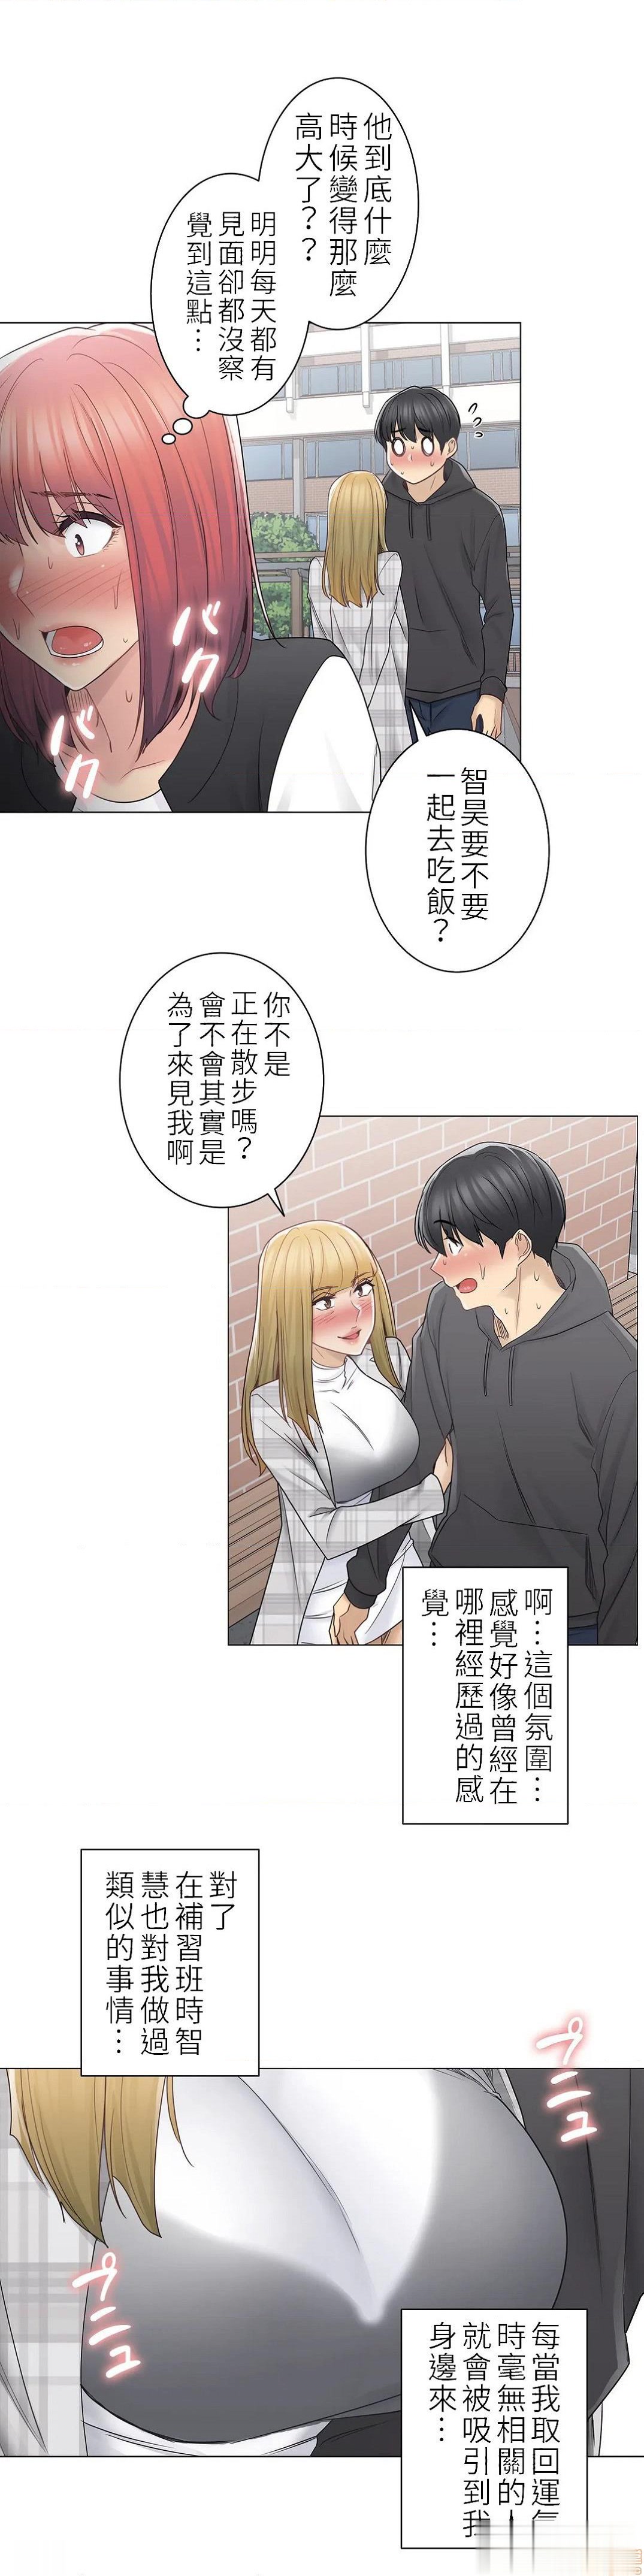 他到底什麼
時候變得那麼
高大了？？
明明每天都有
見面卻都沒察
覺到這點…
バク
バク
智昊要不要
一起去吃飯？
你不是
正在散步嗎？
會不會其實是
為了來見我啊
啊…這個氛圍…
感覺好像曾經在
哪裡經歷過的感
覺…
對了
在補習班時智
慧也對我做過
類似的事情…
プニュ
プニュ
每當我取回運氣
時毫無相關的人
就會被吸引到我
身邊來…